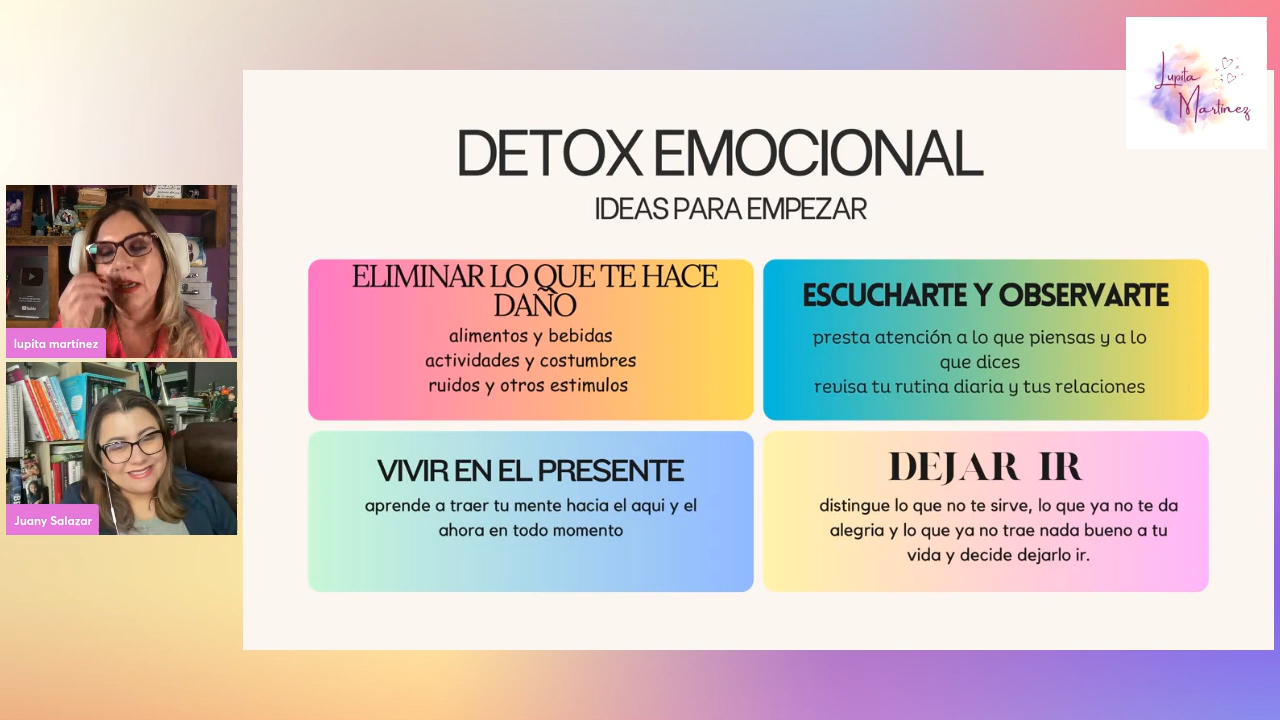 Lupita
Martínez
DETOX EMOCIONAL
IDEAS PARA EMPEZAR
ELIMINAR LO QUE TE HACE
DAÑO
alimentos y bebidas
actividades y costumbres
ruidos y otros estimulos
ESCUCHARTE Y OBSERVARTE
presta atención a lo que piensas y a lo
que dices
revisa tu rutina diaria y tus relaciones
VIVIR EN EL PRESENTE
aprende a traer tu mente hacia el aqui y el
ahora en todo momento
DEJAR IR
distingue lo que no te sirve, lo que ya no te da
alegria y lo que ya no trae nada bueno a tu
vida y decide dejarlo ir.
lupita martínez
Juany Salazar